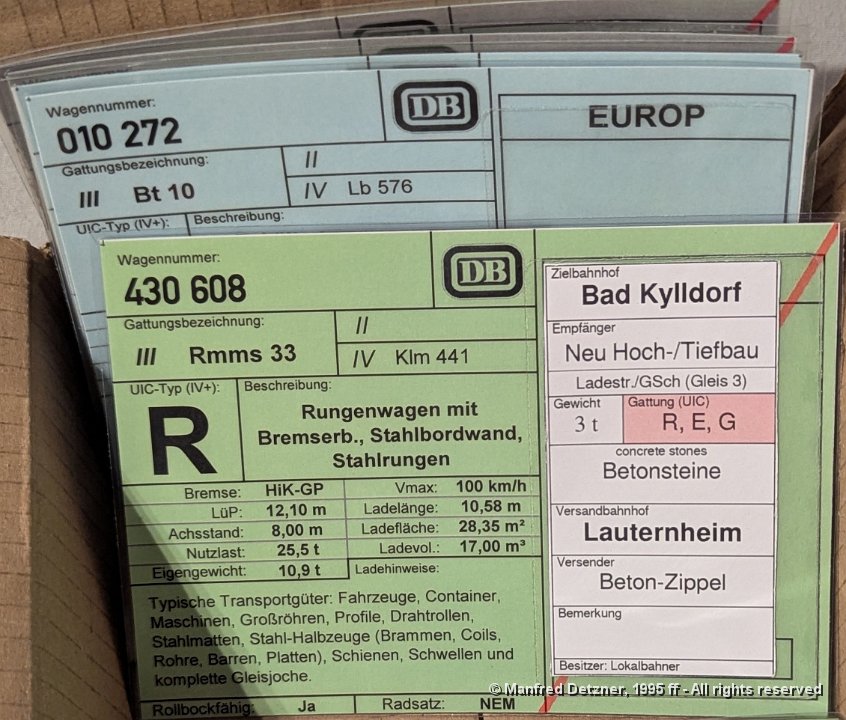 Wagennummer:
010 272
DB
EUROP
Gattungsbezeichnung:
II
III Bt 10
IV Lb 576
UIC-Typ (IV+):
Beschreibung:
Wagennummer:
430 608
DB
Gattungsbezeichnung:
II
III Rmms 33
IV Klm 441
UIC-Typ (IV+):
R
Beschreibung:
Rungenwagen mit
Bremserb., Stahlbordwand,
Stahlrungen
Bremse: HiK-GP
Vmax: 100 km/h
LüP: 12,10 m
Ladelänge: 10,58 m
Achsstand: 8,00 m
Ladefläche: 28,35 m²
Nutzlast: 25,5 t
Ladevol.: 17,00 m³
Eigengewicht: 10,9 t
Ladehinweise:
Typische Transportgüter: Fahrzeuge, Container,
Maschinen, Großröhren, Profile, Drahtrollen,
Stahlmatten, Stahl-Halbzeuge (Brammen, Coils,
Rohre, Barren, Platten), Schienen, Schwellen und
komplette Gleisjoche.
Rollbockfähig: Ja
Radsatz: NEM
Zielbahnhof
Bad Kylldorf
Empfänger
Neu Hoch-/Tiefbau
Ladestr./GSch (Gleis 3)
Gewicht
3 t
Gattung (UIC)
R, E, G
concrete stones
Betonsteine
Versandbahnhof
Lauternheim
Versender
Beton-Zippel
Bemerkung
Besitzer: Lokalbahner
© Manfred Detzner, 1995 ff - All rights reserved